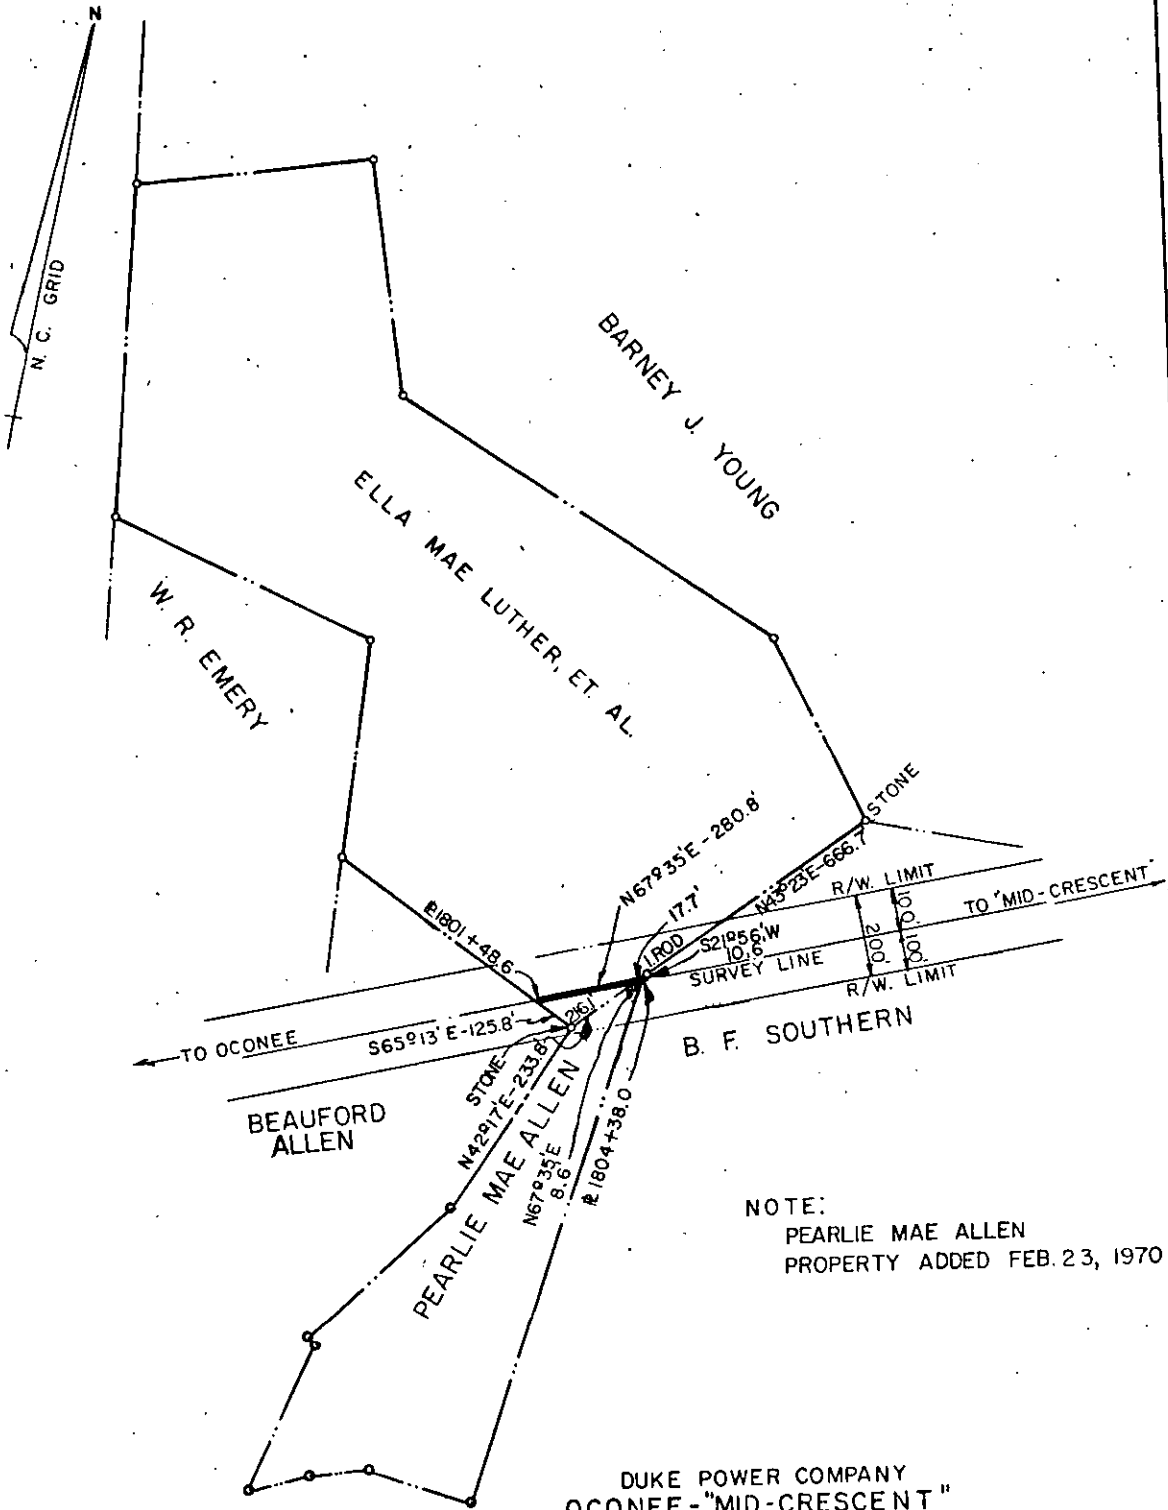 N
N. C. GRID
BARNEY J. YOUNG
ELLA MAE LUTHER, ET. AL.
W. R. EMERY
STONE
N67°35'E - 280.8'
N43°23'E-666.7'
17.7'
R/W. LIMIT
100'
TO "MID-CRESCENT"
I.ROD
S21°56'W
10.6'
200'
100'
SURVEY LINE
R/W. LIMIT
1801+48.6
216.1'
TO OCONEE
S65°13'E-125.8'
B. F. SOUTHERN
STONE
BEAUFORD
ALLEN
N42°17'E-233.8'
PEARLIE MAE ALLEN
N67°35'E
8.6'
1804+38.0
NOTE:
PEARLIE MAE ALLEN
PROPERTY ADDED FEB. 23, 1970
DUKE POWER COMPANY
OCONEE-"MID-CRESCENT"